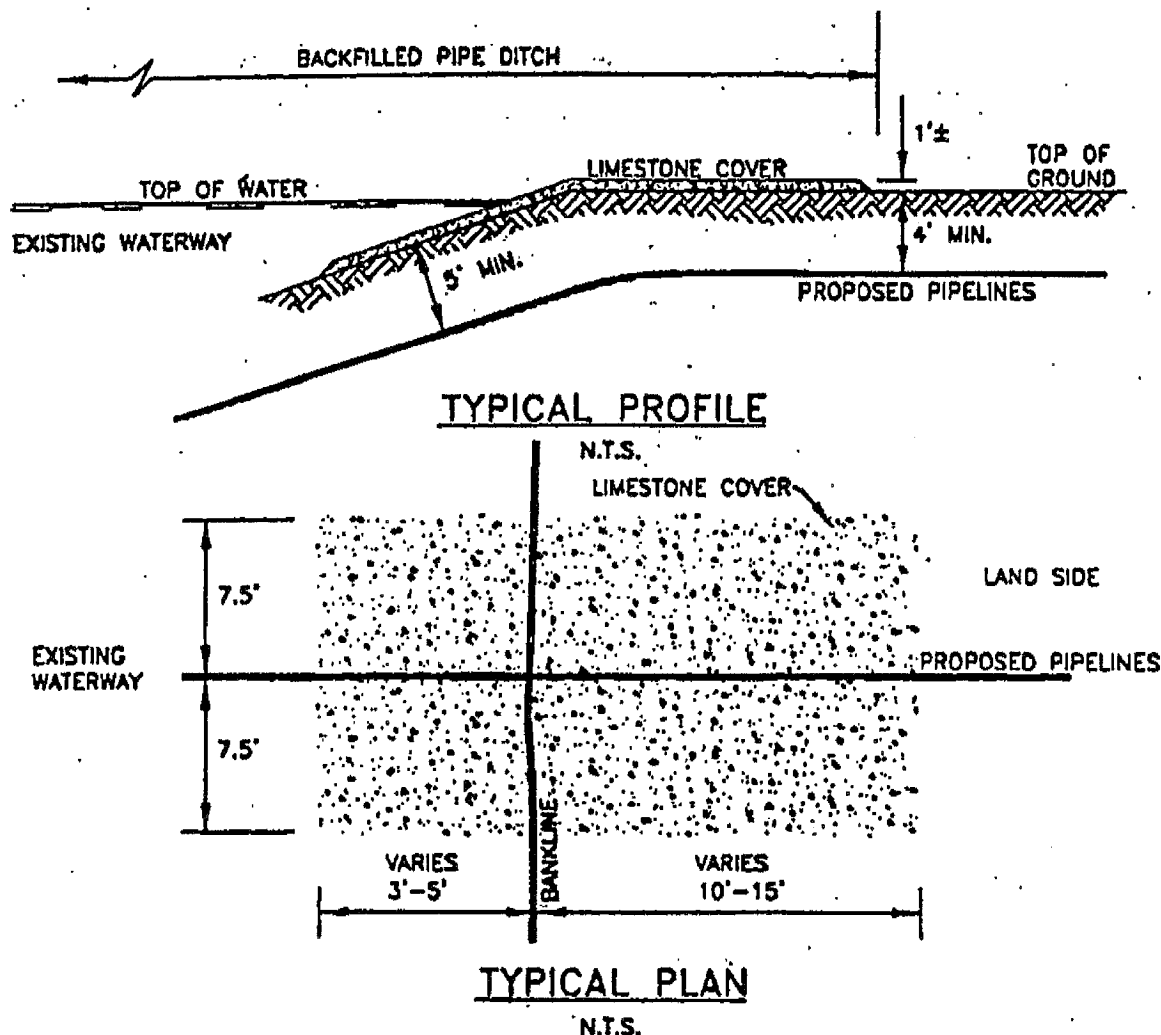 BACKFILLED PIPE DITCH
1'±
LIMESTONE COVER
TOP OF
GROUND
TOP OF WATER
EXISTING WATERWAY
4' MIN.
5' MIN.
PROPOSED PIPELINES
TYPICAL PROFILE
N.T.S.
LIMESTONE COVER
7.5'
LAND SIDE
EXISTING
WATERWAY
PROPOSED PIPELINES
7.5'
BANKLINE
VARIES
3'-5'
VARIES
10'-15'
TYPICAL PLAN
N.T.S.